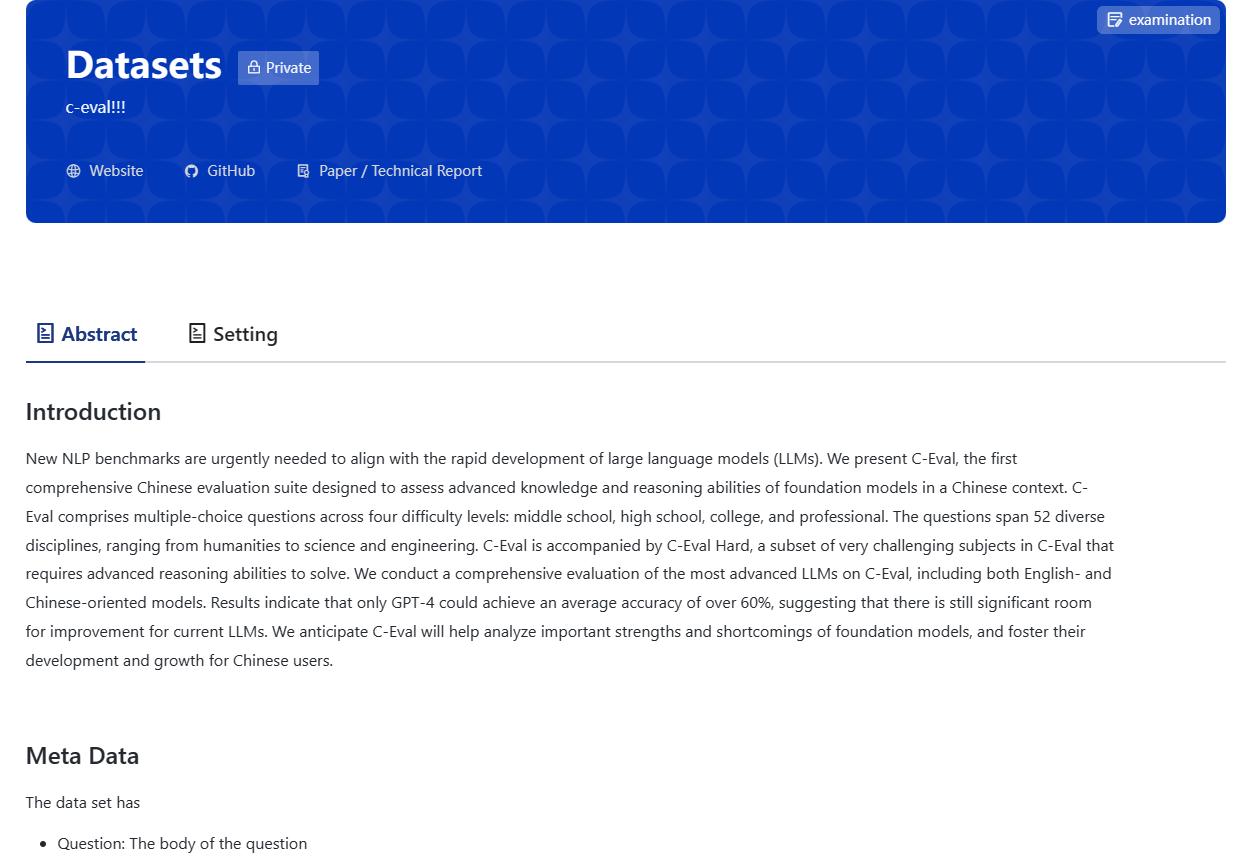 examination
Datasets
Private
c-eval!!!
Website GitHub Paper / Technical Report
Abstract Setting
Introduction
New NLP benchmarks are urgently needed to align with the rapid development of large language models (LLMs). We present C-Eval, the first
comprehensive Chinese evaluation suite designed to assess advanced knowledge and reasoning abilities of foundation models in a Chinese context. C-
Eval comprises multiple-choice questions across four difficulty levels: middle school, high school, college, and professional. The questions span 52 diverse
disciplines, ranging from humanities to science and engineering. C-Eval is accompanied by C-Eval Hard, a subset of very challenging subjects in C-Eval that
requires advanced reasoning abilities to solve. We conduct a comprehensive evaluation of the most advanced LLMs on C-Eval, including both English- and
Chinese-oriented models. Results indicate that only GPT-4 could achieve an average accuracy of over 60%, suggesting that there is still significant room
for improvement for current LLMs. We anticipate C-Eval will help analyze important strengths and shortcomings of foundation models, and foster their
development and growth for Chinese users.
Meta Data
The data set has
• Question: The body of the question